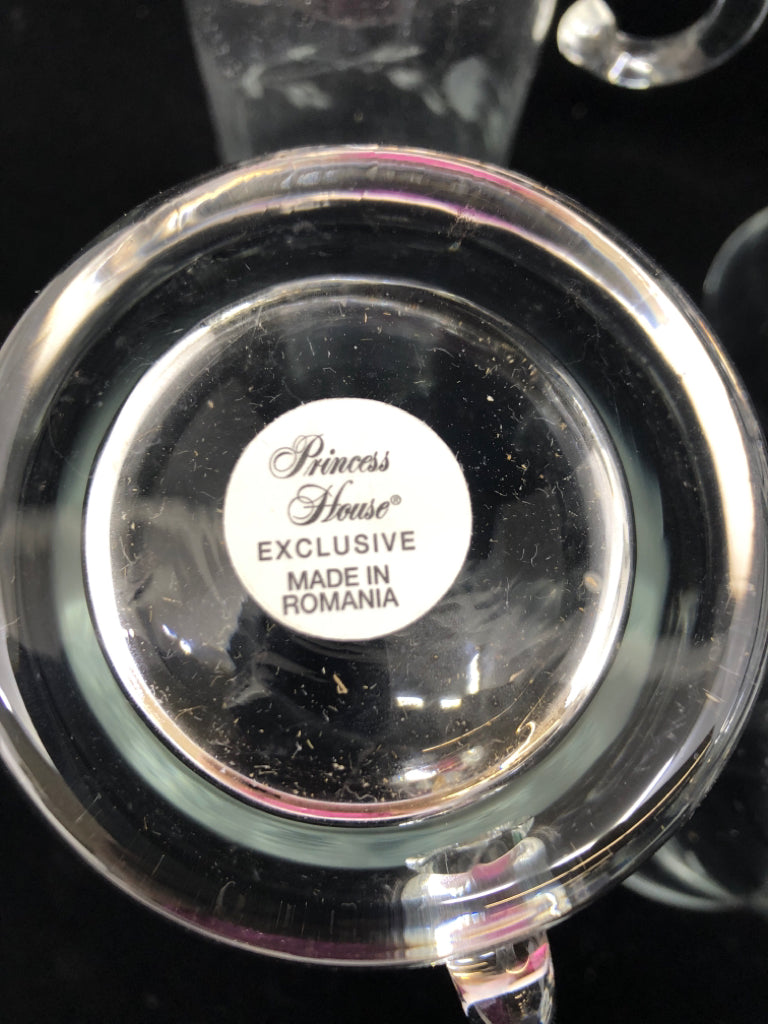 Princess
House®
EXCLUSIVE
MADE IN
ROMANIA